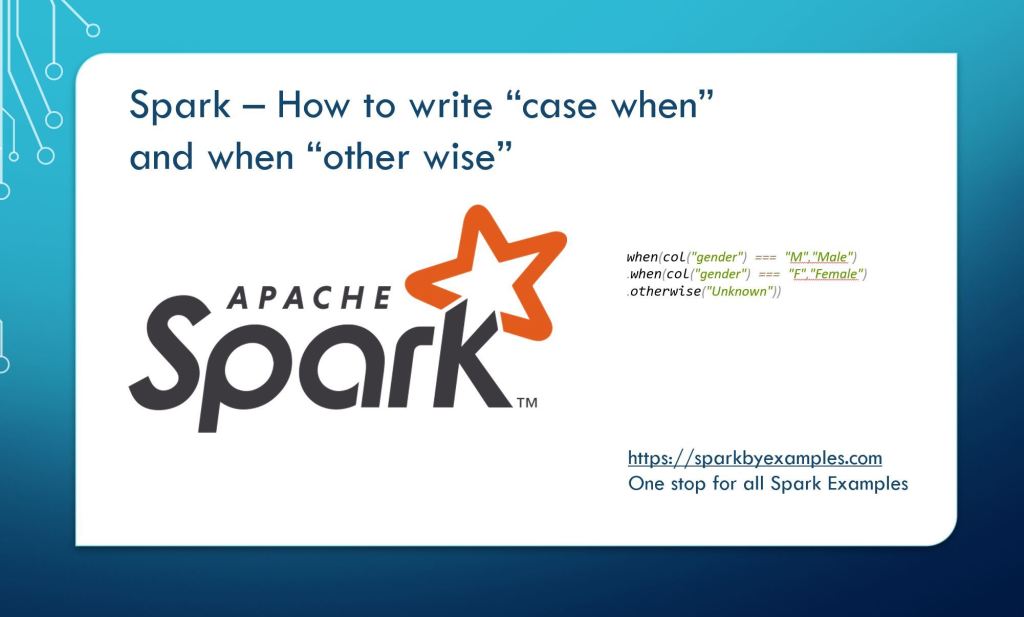 Spark – How to write “case when”
and when “other wise”
APACHE
Spark™
when(col("gender") === "M","Male")
.when(col("gender") === "F","Female")
.otherwise("Unknown"))
https://sparkbyexamples.com
One stop for all Spark Examples